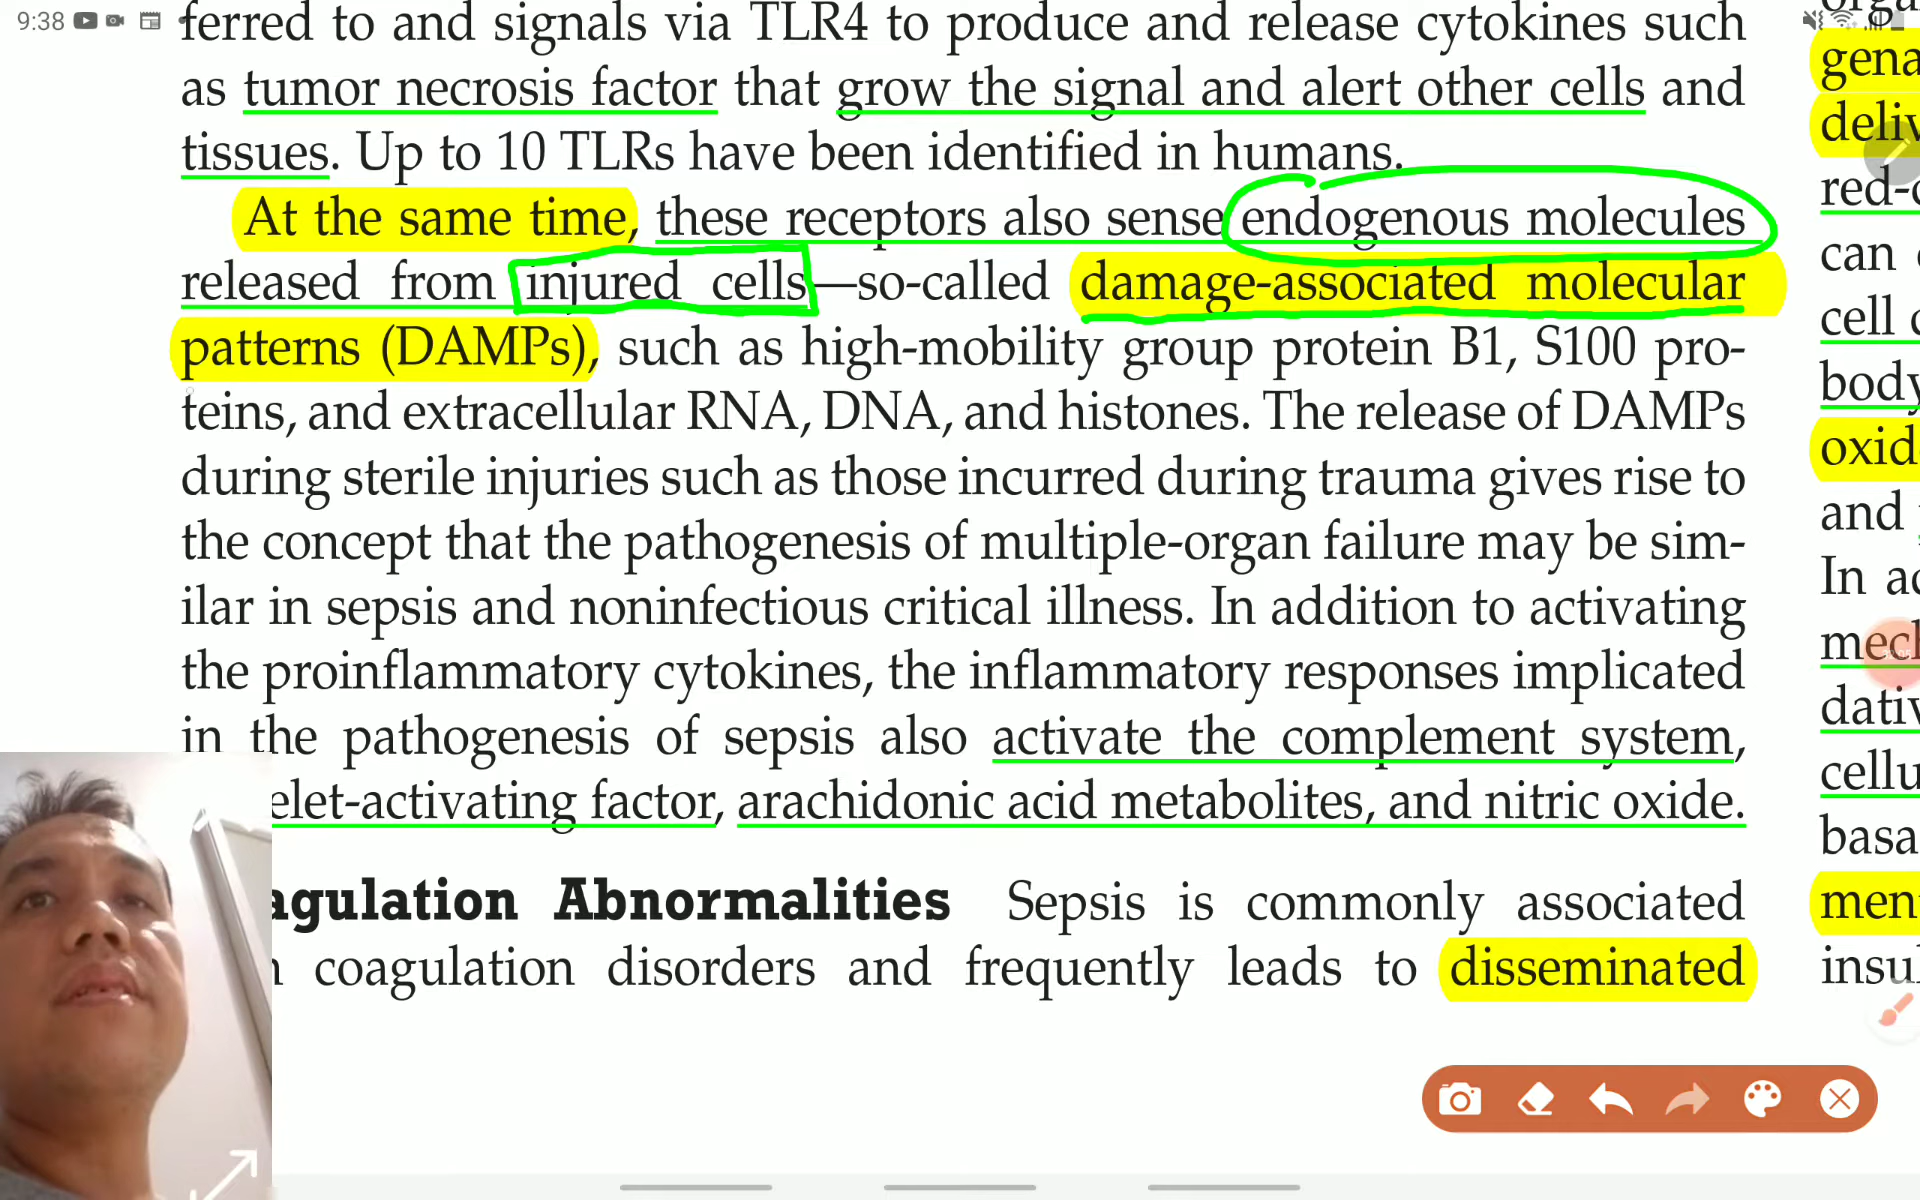 9:38
ferred to and signals via TLR4 to produce and release cytokines such
as tumor necrosis factor that grow the signal and alert other cells and
tissues. Up to 10 TLRs have been identified in humans.
At the same time, these receptors also sense endogenous molecules
released from injured cells—so-called damage-associated molecular
patterns (DAMPs), such as high-mobility group protein B1, S100 pro-
teins, and extracellular RNA, DNA, and histones. The release of DAMPs
during sterile injuries such as those incurred during trauma gives rise to
the concept that the pathogenesis of multiple-organ failure may be sim-
ilar in sepsis and noninfectious critical illness. In addition to activating
the proinflammatory cytokines, the inflammatory responses implicated
in the pathogenesis of sepsis also activate the complement system,
elet-activating factor, arachidonic acid metabolites, and nitric oxide.
agulation Abnormalities Sepsis is commonly associated
coagulation disorders and frequently leads to disseminated
gena
deliv
red-c
can
cell
body
oxid
and
In ac
mech
dativ
cellu
basa
men
insul